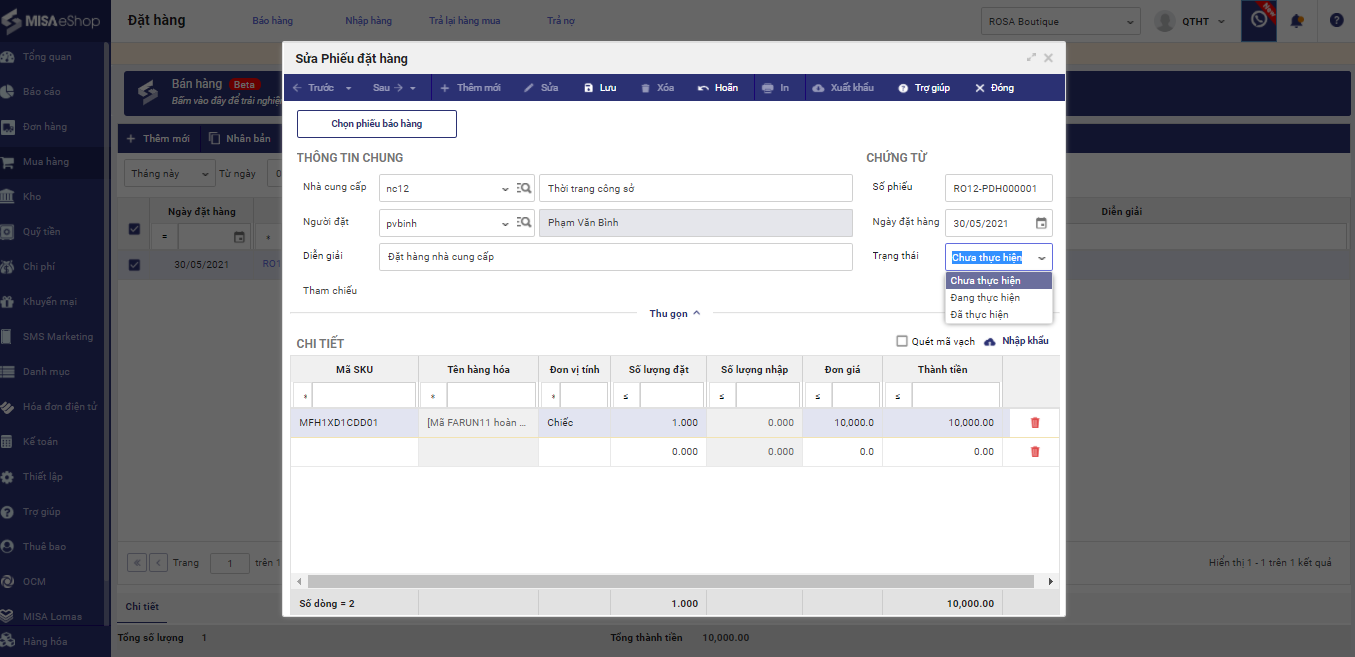 MISA eShop
Đặt hàng
Báo hàng
Nhập hàng
Trả lại hàng mua
Trả nợ
ROSA Boutique
QTHT
New
Tổng quan
Báo cáo
Đơn hàng
Mua hàng
Kho
Quỹ tiền
Chi phí
Khuyến mại
SMS Marketing
Danh mục
Hóa đơn điện tử
Kế toán
Thiết lập
Trợ giúp
Thuê bao
OCM
MISA Lomas
Hàng hóa
Bán hàng Beta
Bấm vào đây để trải nghiệ
Thêm mới
Nhân bản
Tháng này
Từ ngày
0
Ngày đặt hàng
Diễn giải
=
*
30/05/2021
RO1
Sửa Phiếu đặt hàng
Trước
Sau
Thêm mới
Sửa
Lưu
Xóa
Hoãn
In
Xuất khẩu
Trợ giúp
Đóng
Chọn phiếu báo hàng
THÔNG TIN CHUNG
CHỨNG TỪ
Nhà cung cấp
nc12
Thời trang công sở
Số phiếu
RO12-PDH000001
Người đặt
pvbinh
Phạm Văn Bình
Ngày đặt hàng
30/05/2021
Diễn giải
Đặt hàng nhà cung cấp
Trạng thái
Chưa thực hiện
Chưa thực hiện
Đang thực hiện
Đã thực hiện
Tham chiếu
Thu gọn
CHI TIẾT
Quét mã vạch
Nhập khẩu
Mã SKU
Tên hàng hóa
Đơn vị tính
Số lượng đặt
Số lượng nhập
Đơn giá
Thành tiền
*
*
*
≤
≤
≤
≤
MFH1XD1CDD01
[Mã FARUN11 hoàn ...
Chiếc
1.000
0.000
10,000.0
10,000.00
0.000
0.000
0.0
0.00
Số dòng = 2
1.000
10,000.00
Trang
1
trên 1
Hiển thị 1 - 1 trên 1 kết quả
Chi tiết
Tổng số lượng
1
Tổng thành tiền
10,000.00